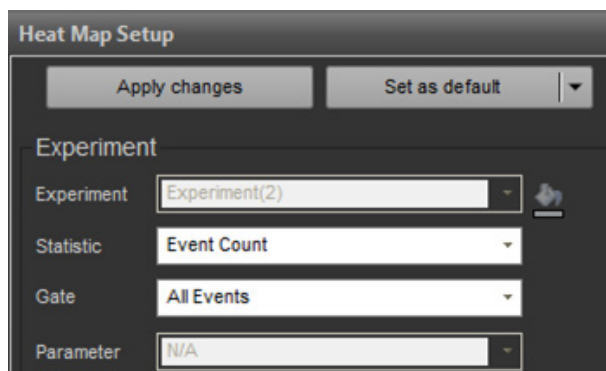 Heat Map Setup
Apply changes Set as default
Experiment
Experiment Experiment(2)
Statistic Event Count
Gate All Events
Parameter N/A